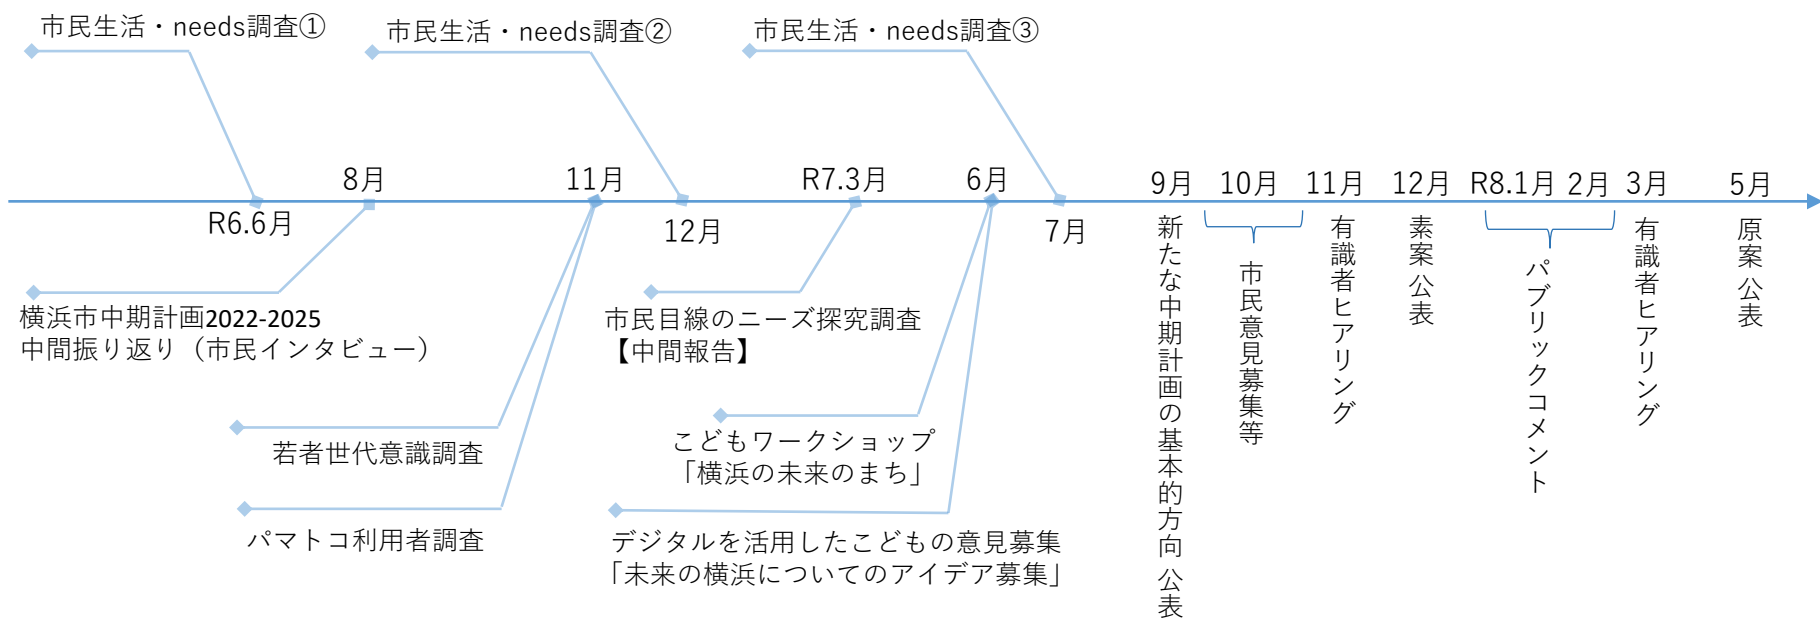 市民生活・needs調査①
市民生活・needs調査②
市民生活・needs調査③
R6.6月
8月
11月
12月
R7.3月
6月
7月
9月
10月
11月
12月
R8.1月
2月
3月
5月
横浜市中期計画2022-2025
中間振り返り（市民インタビュー）
若者世代意識調査
パマトコ利用者調査
市民目線のニーズ探究調査
【中間報告】
こどもワークショップ
「横浜の未来のまち」
デジタルを活用したこどもの意見募集
「未来の横浜についてのアイデア募集」
新たな中期計画の基本的方向 公表
市民意見募集等
有識者ヒアリング
素案 公表
パブリックコメント
有識者ヒアリング
原案 公表